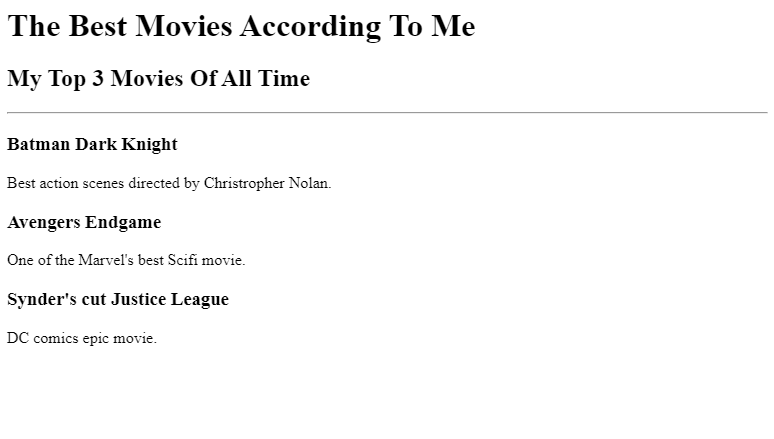 The Best Movies According To Me
My Top 3 Movies Of All Time
Batman Dark Knight
Best action scenes directed by Christropher Nolan.
Avengers Endgame
One of the Marvel's best Scifi movie.
Synder's cut Justice League
DC comics epic movie.